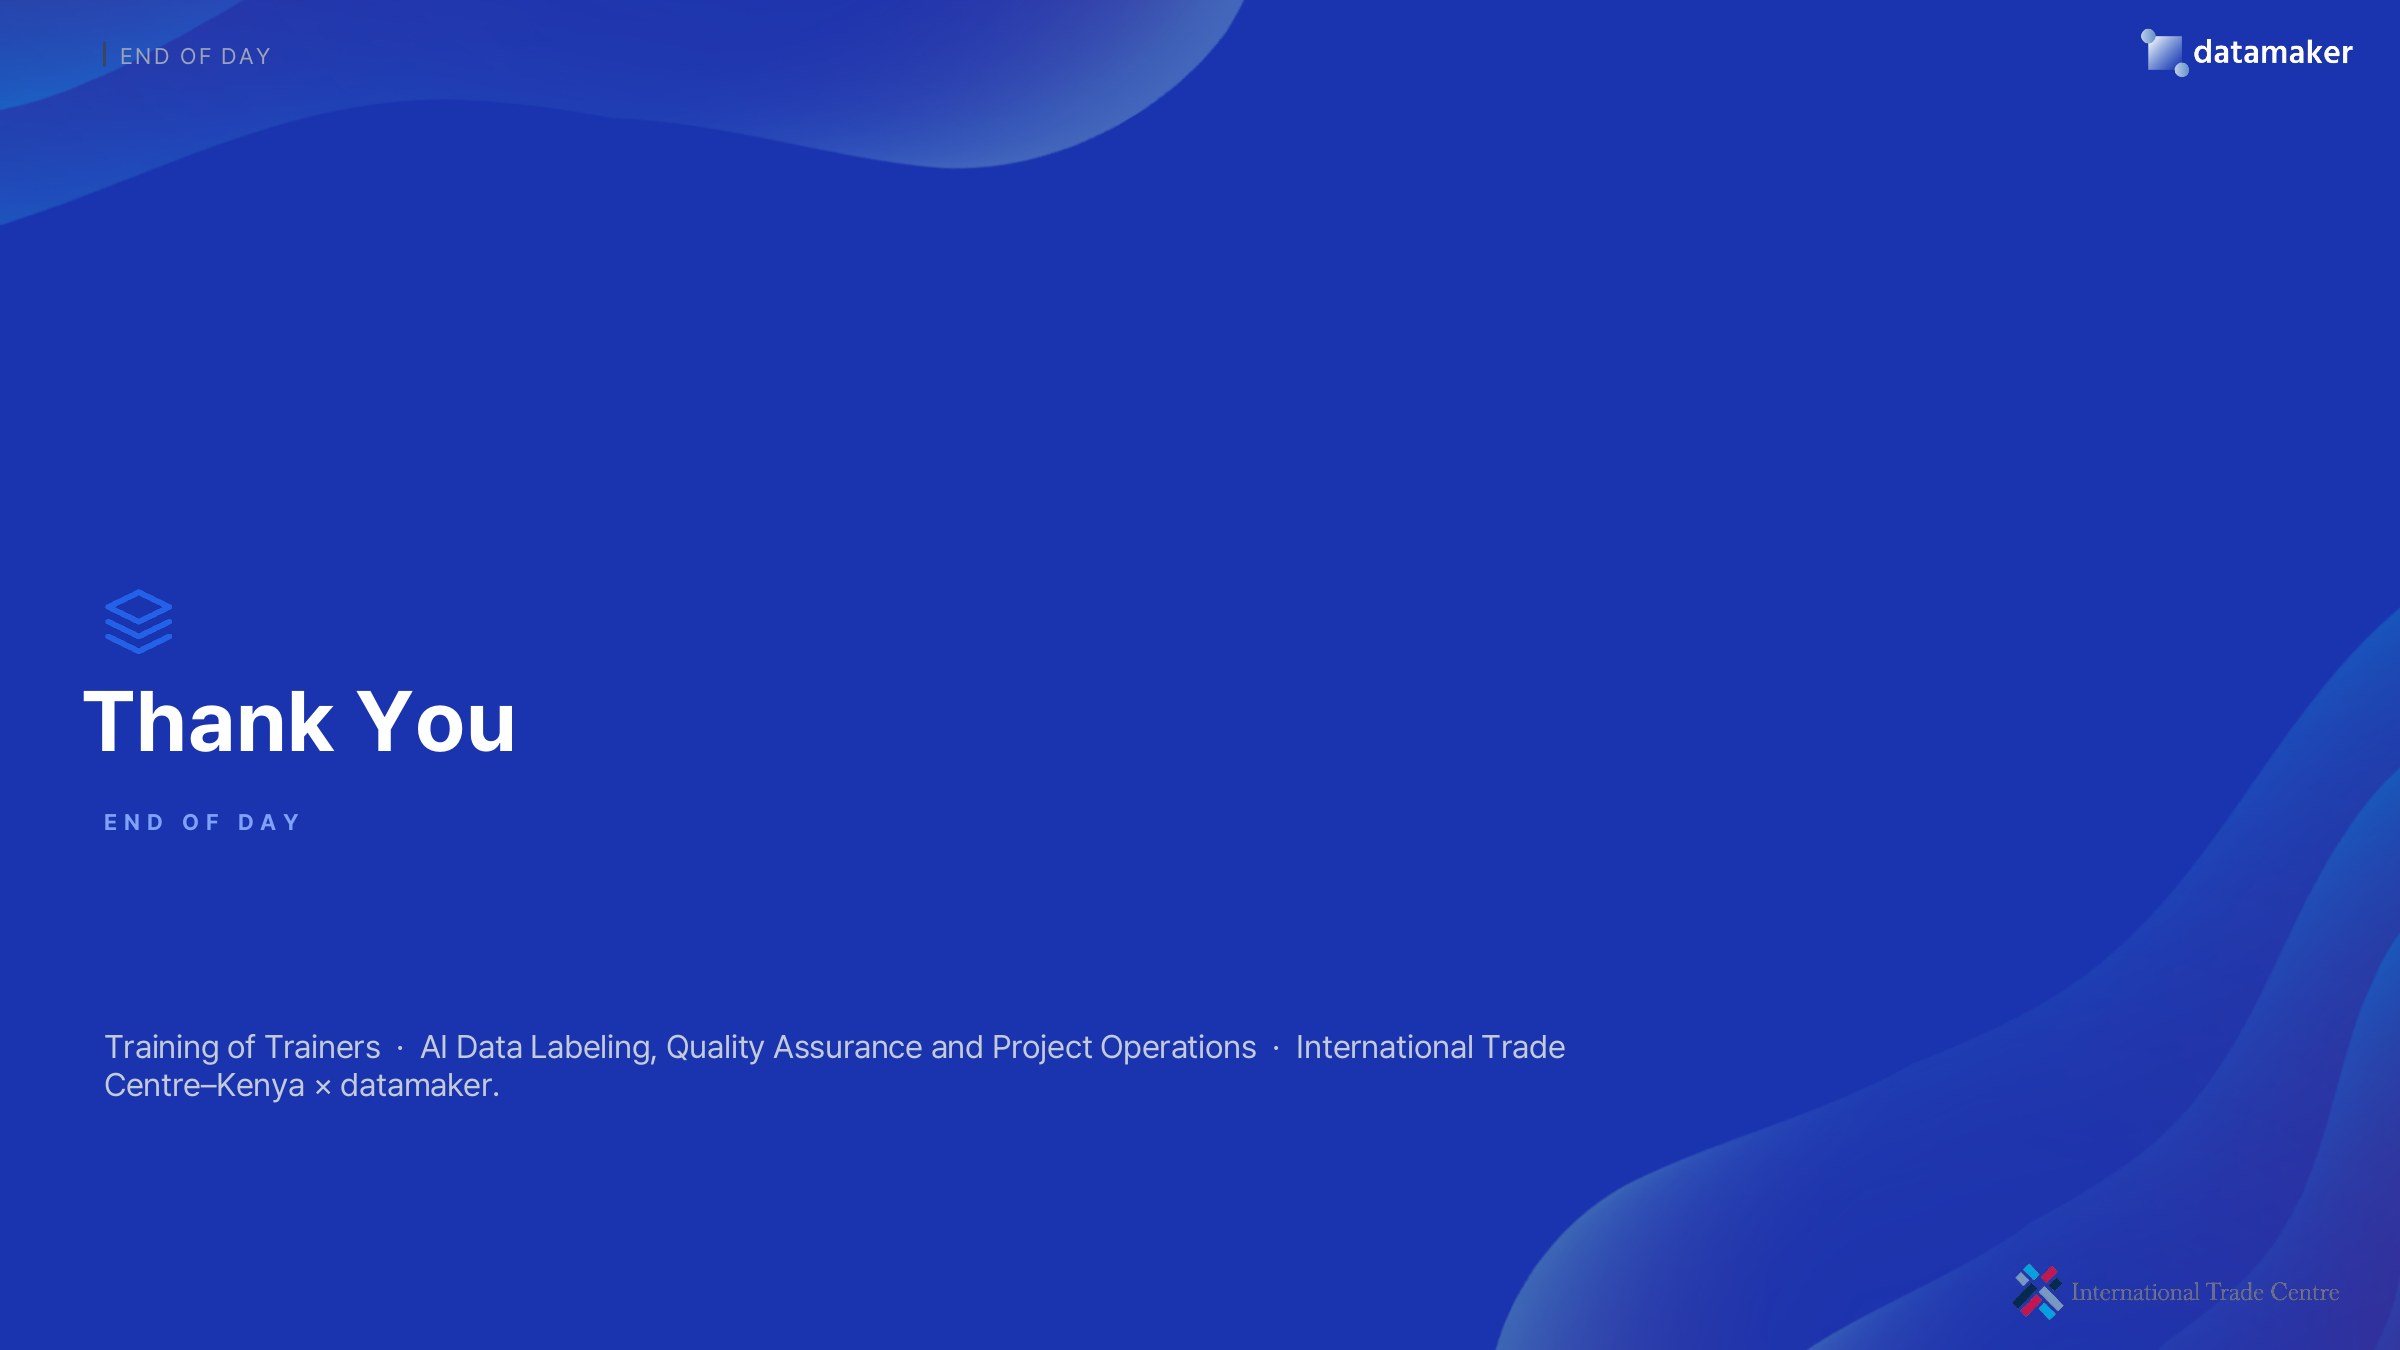 END OF DAY
datamaker
Thank You
END OF DAY
Training of Trainers · AI Data Labeling, Quality Assurance and Project Operations · International Trade
Centre–Kenya × datamaker.
International Trade Centre